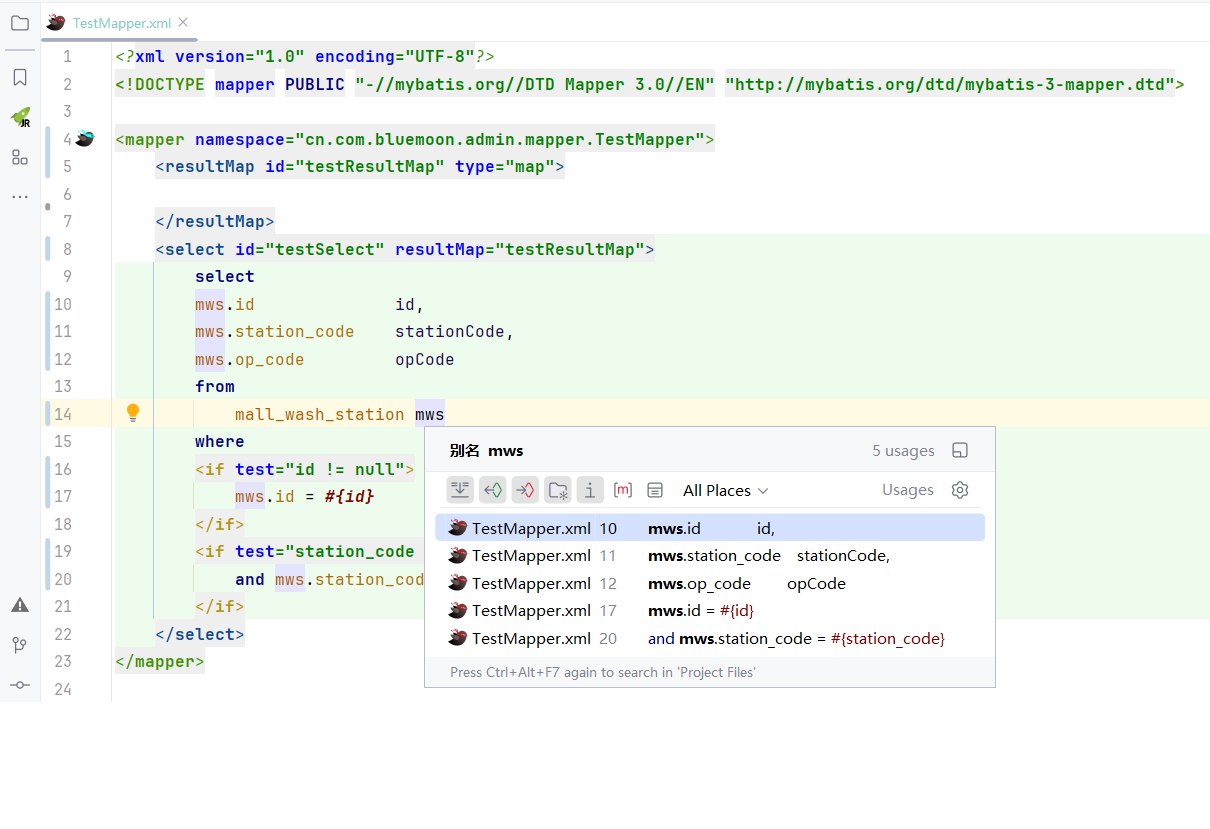 TestMapper.xml
1 <?xml version="1.0" encoding="UTF-8"?>
2 <!DOCTYPE mapper PUBLIC "-//mybatis.org//DTD Mapper 3.0//EN" "http://mybatis.org/dtd/mybatis-3-mapper.dtd">
3
4 <mapper namespace="cn.com.bluemoon.admin.mapper.TestMapper">
5 <resultMap id="testResultMap" type="map">
6
7 </resultMap>
8 <select id="testSelect" resultMap="testResultMap">
9 select
10 mws.id id,
11 mws.station_code stationCode,
12 mws.op_code opCode
13 from
14 mall_wash_station mws
15 where
16 <if test="id != null">
17 mws.id = #{id}
18 </if>
19 <if test="station_code
20 and mws.station_cod
21 </if>
22 </select>
23 </mapper>
24
别名 mws 5 usages
All Places Usages
TestMapper.xml 10 mws.id id,
TestMapper.xml 11 mws.station_code stationCode,
TestMapper.xml 12 mws.op_code opCode
TestMapper.xml 17 mws.id = #{id}
TestMapper.xml 20 and mws.station_code = #{station_code}
Press Ctrl+Alt+F7 again to search in 'Project Files'